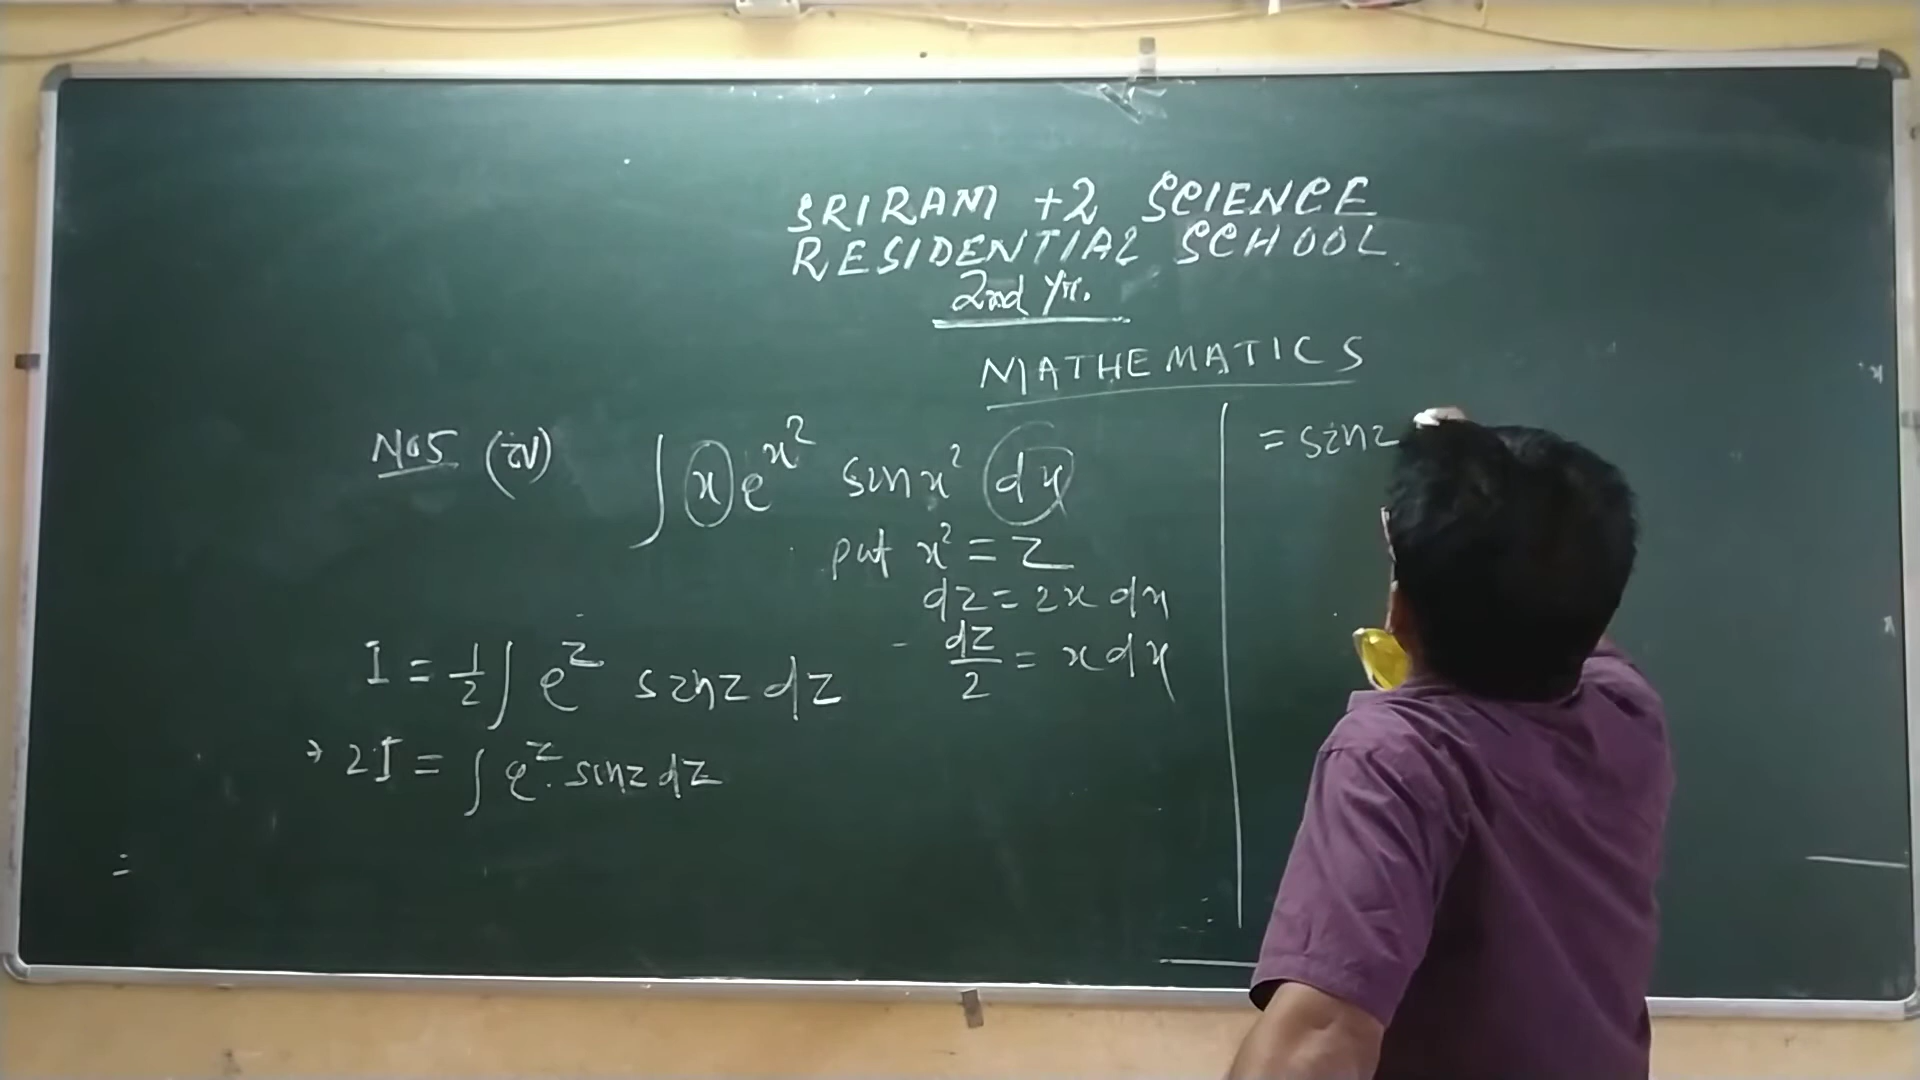 SRIRAM +2 SCIENCE
RESIDENTIAL SCHOOL
2nd Yr.
MATHEMATICS
No5 (iv) ∫ x e^x² sin x² dx
put x² = z
dz = 2x dx
dz/2 = x dx
I = 1/2 ∫ e^z sin z dz
→ 2I = ∫ e^z. sin z dz
=
= sin z